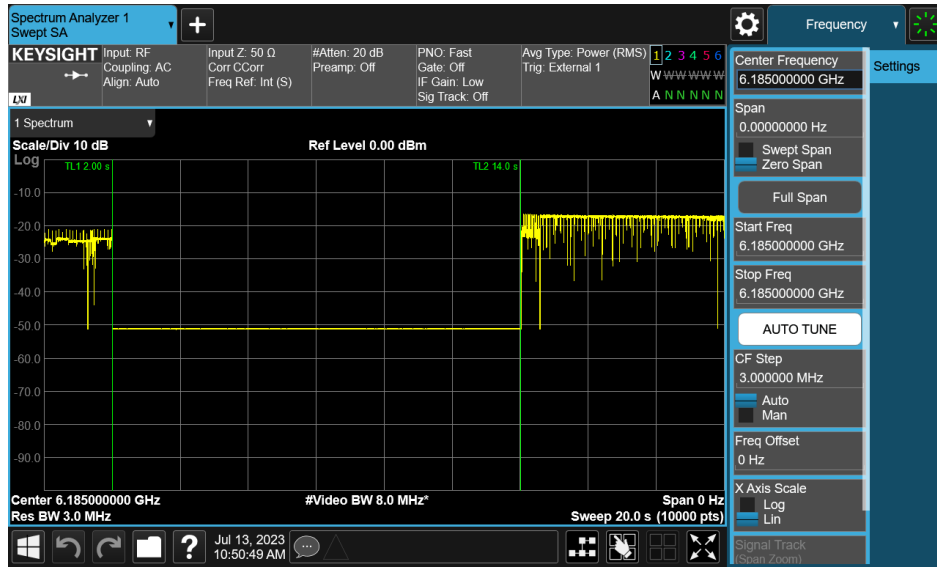 Spectrum Analyzer 1
Swept SA
Frequency
KEYSIGHT
LXI
Input: RF
Coupling: AC
Align: Auto
Input Z: 50 Ω
Corr CCorr
Freq Ref: Int (S)
#Atten: 20 dB
Preamp: Off
PNO: Fast
Gate: Off
IF Gain: Low
Sig Track: Off
Avg Type: Power (RMS)
Trig: External 1
1 2 3 4 5 6
W W W W W W
A N N N N N
Center Frequency
6.185000000 GHz
Settings
Span
0.00000000 Hz
Swept Span
Zero Span
Full Span
Start Freq
6.185000000 GHz
Stop Freq
6.185000000 GHz
AUTO TUNE
CF Step
3.000000 MHz
Auto
Man
Freq Offset
0 Hz
X Axis Scale
Log
Lin
Signal Track
(Span Zoom)
1 Spectrum
Scale/Div 10 dB
Ref Level 0.00 dBm
Log
TL1 2.00 s
TL2 14.0 s
-10.0
-20.0
-30.0
-40.0
-50.0
-60.0
-70.0
-80.0
-90.0
Center 6.185000000 GHz
#Video BW 8.0 MHz*
Span 0 Hz
Res BW 3.0 MHz
Sweep 20.0 s (10000 pts)
?
Jul 13, 2023
10:50:49 AM